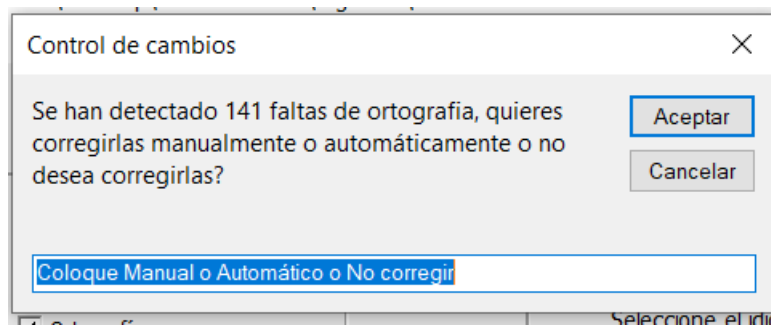 Control de cambios
Se han detectado 141 faltas de ortografia, quieres
corregirlas manualmente o automáticamente o no
desea corregirlas?
Aceptar
Cancelar
Coloque Manual o Automático o No corregir
Seleccione el idi